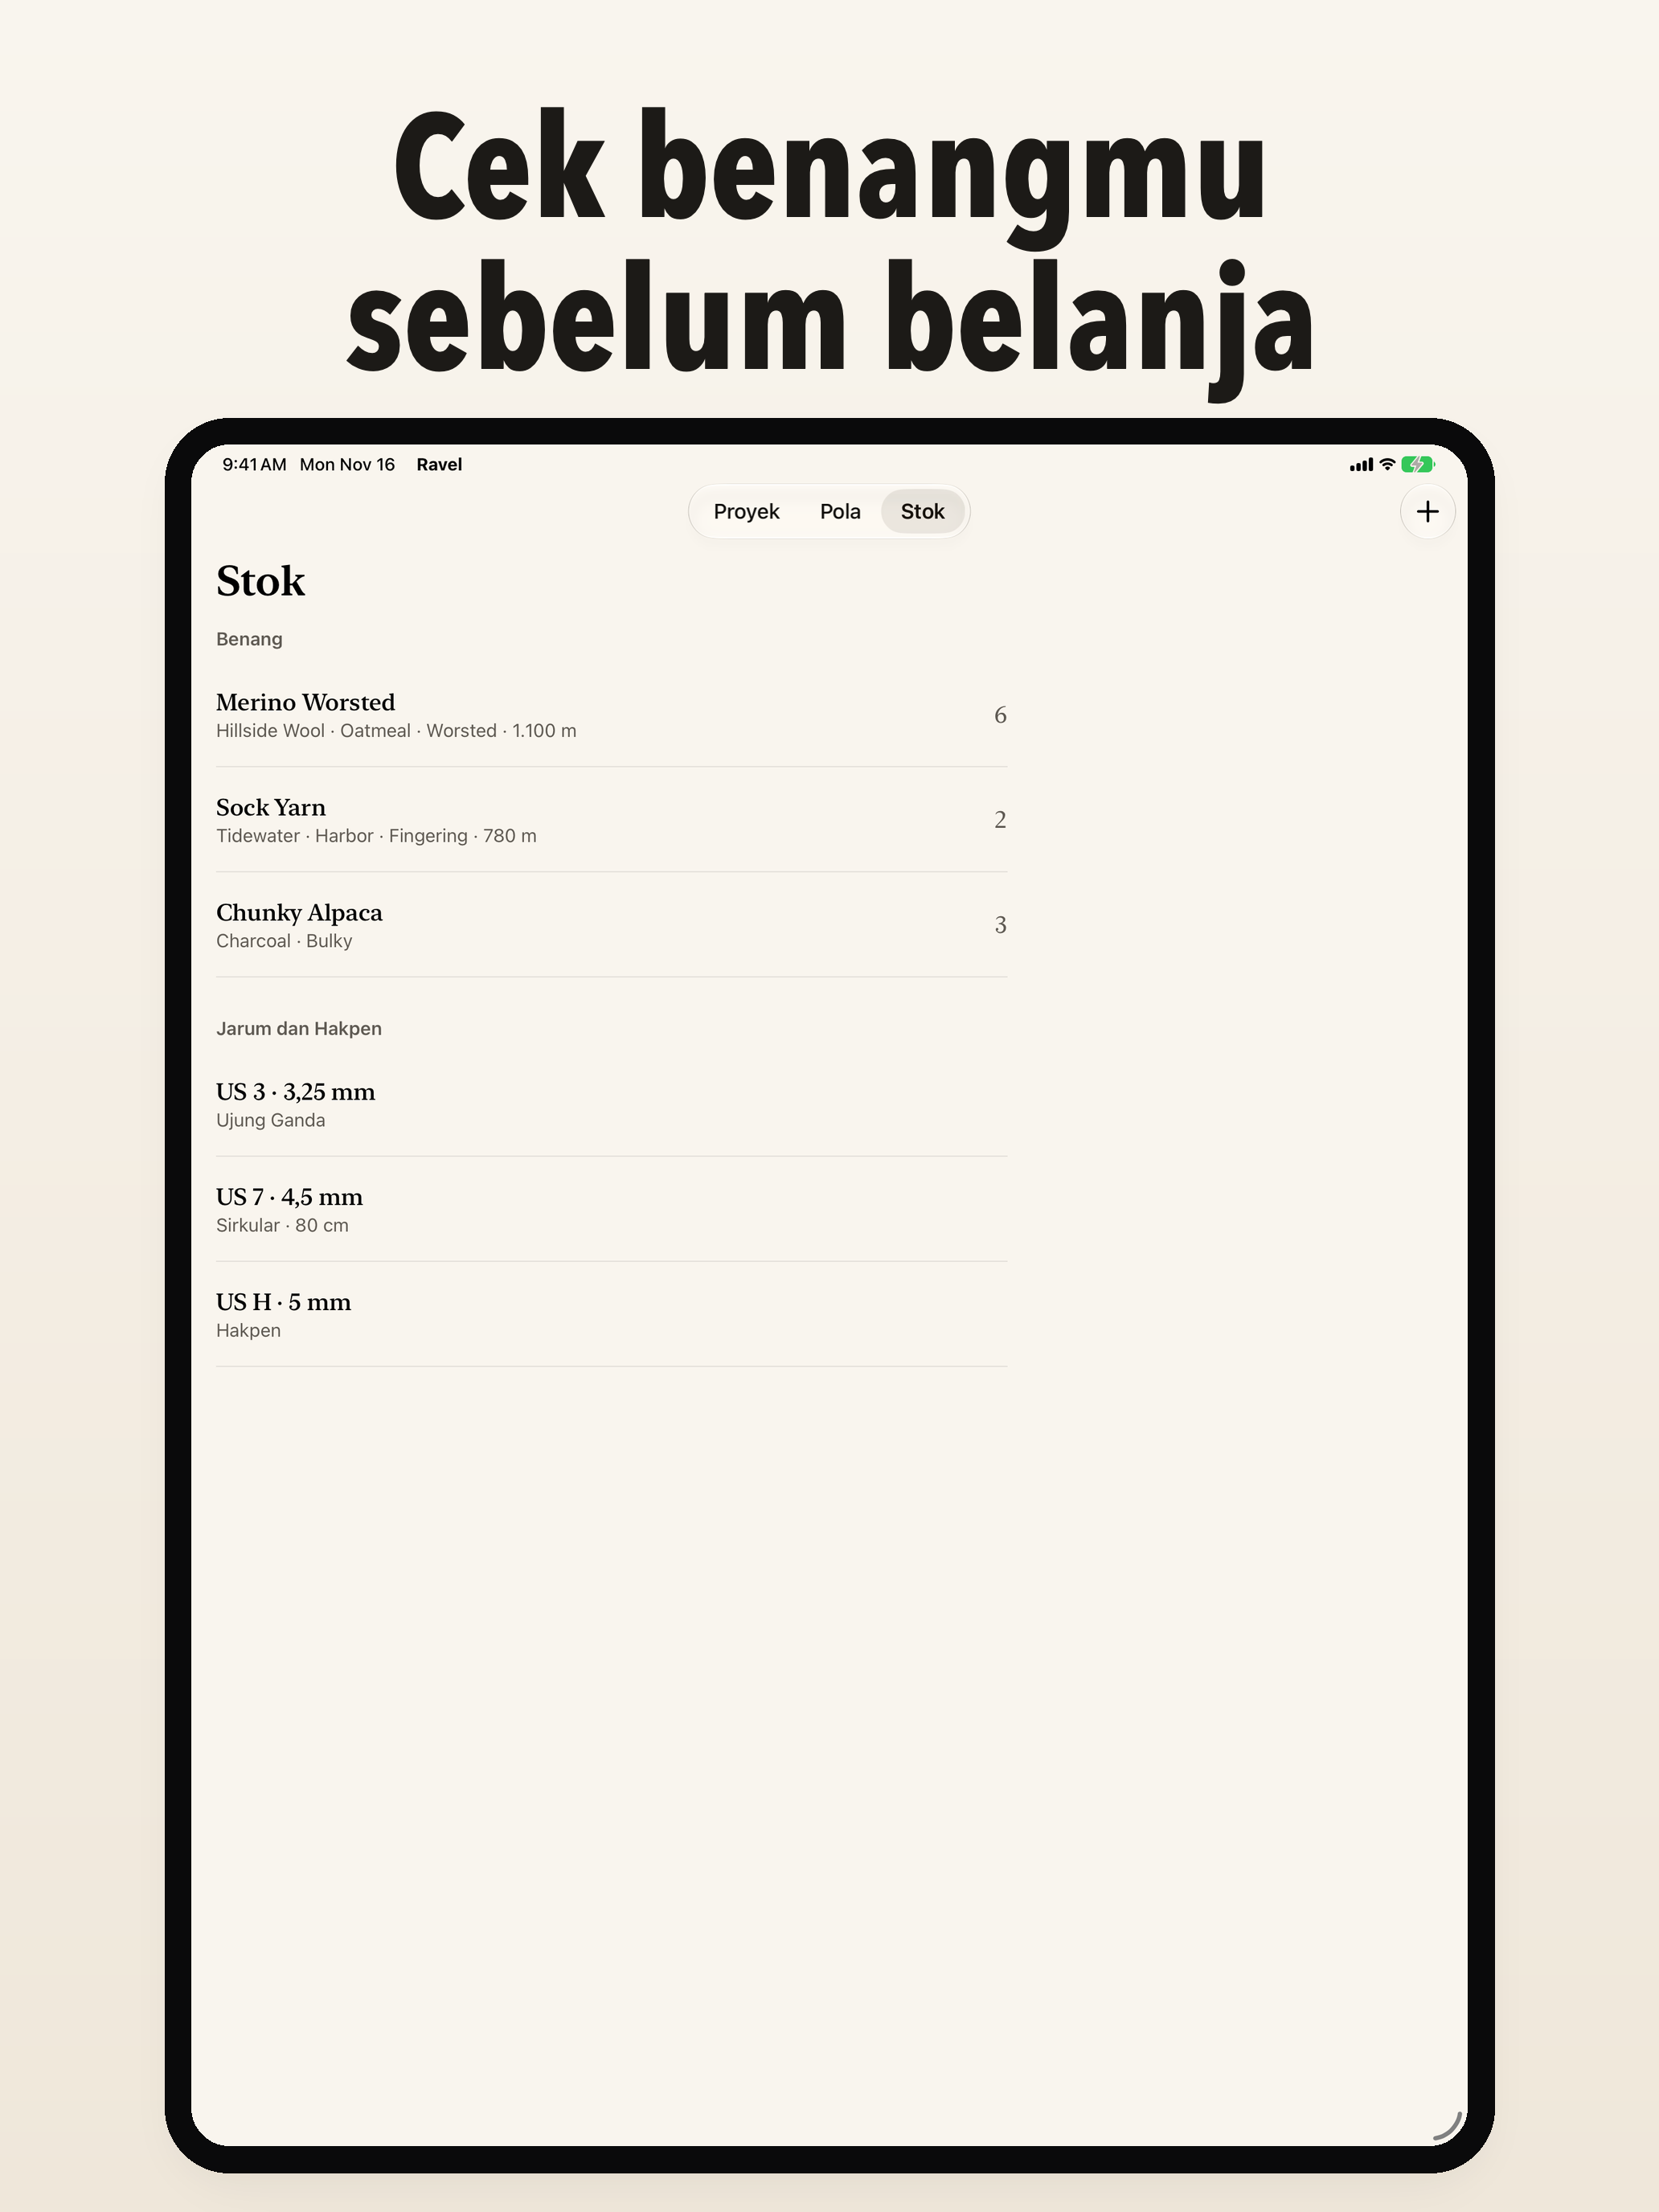 Cek benangmu
sebelum belanja
9:41 AM Mon Nov 16 Ravel
Proyek Pola Stok
Stok
Benang
Merino Worsted
Hillside Wool · Oatmeal · Worsted · 1.100 m
6
Sock Yarn
Tidewater · Harbor · Fingering · 780 m
2
Chunky Alpaca
Charcoal · Bulky
3
Jarum dan Hakpen
US 3 · 3,25 mm
Ujung Ganda
US 7 · 4,5 mm
Sirkular · 80 cm
US H · 5 mm
Hakpen